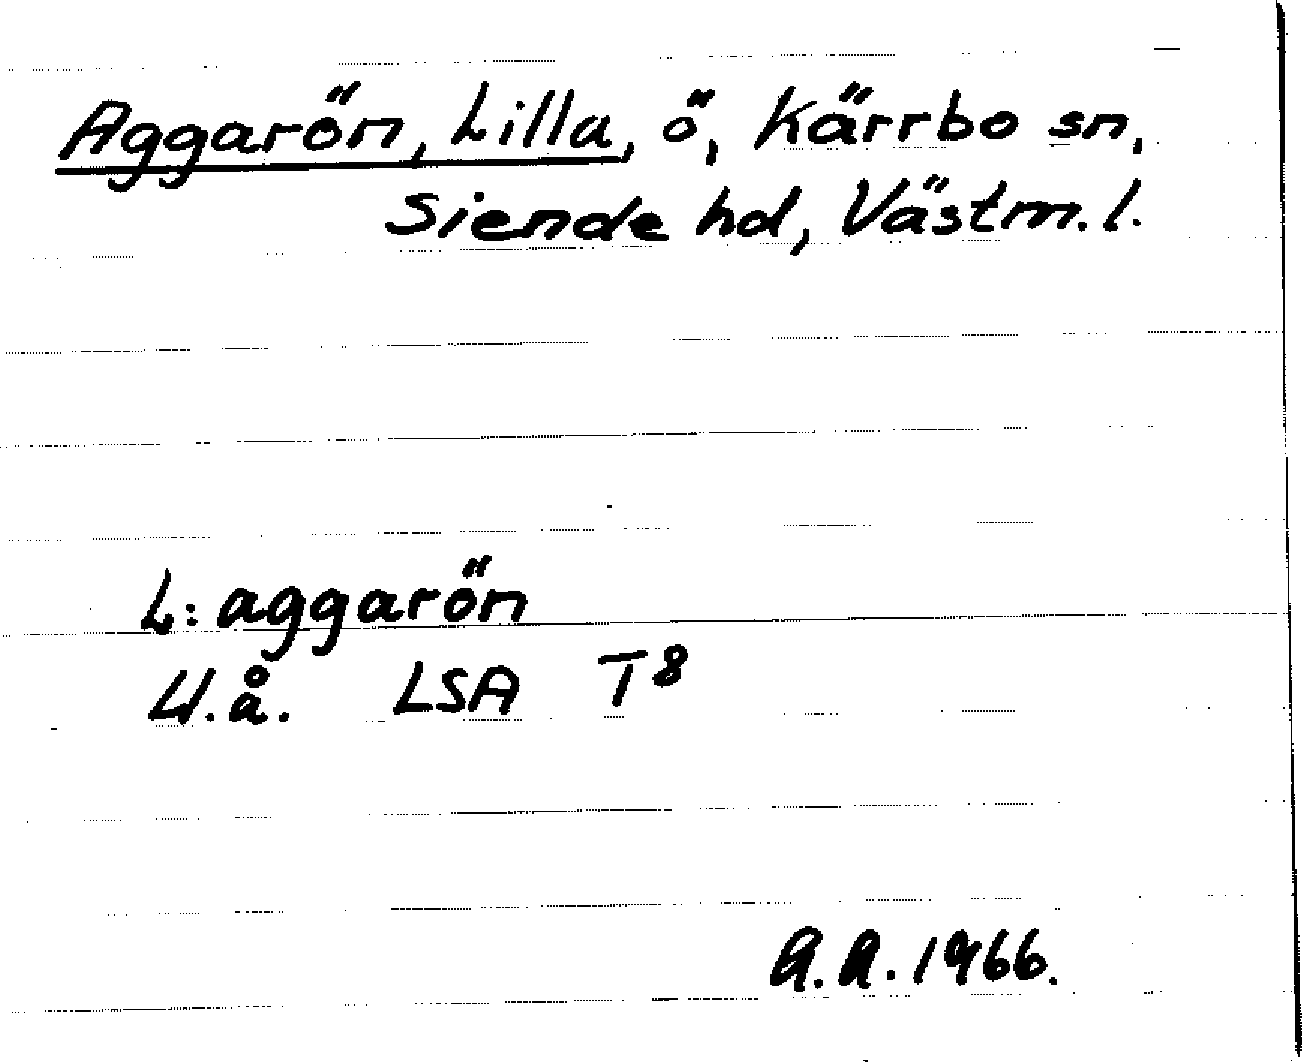 Aggarön, Lilla, ö, Kärrbo sn,
Siende hd, Västm. l.
L: aggarön
U.å. LSA T8
A.A. 1966.